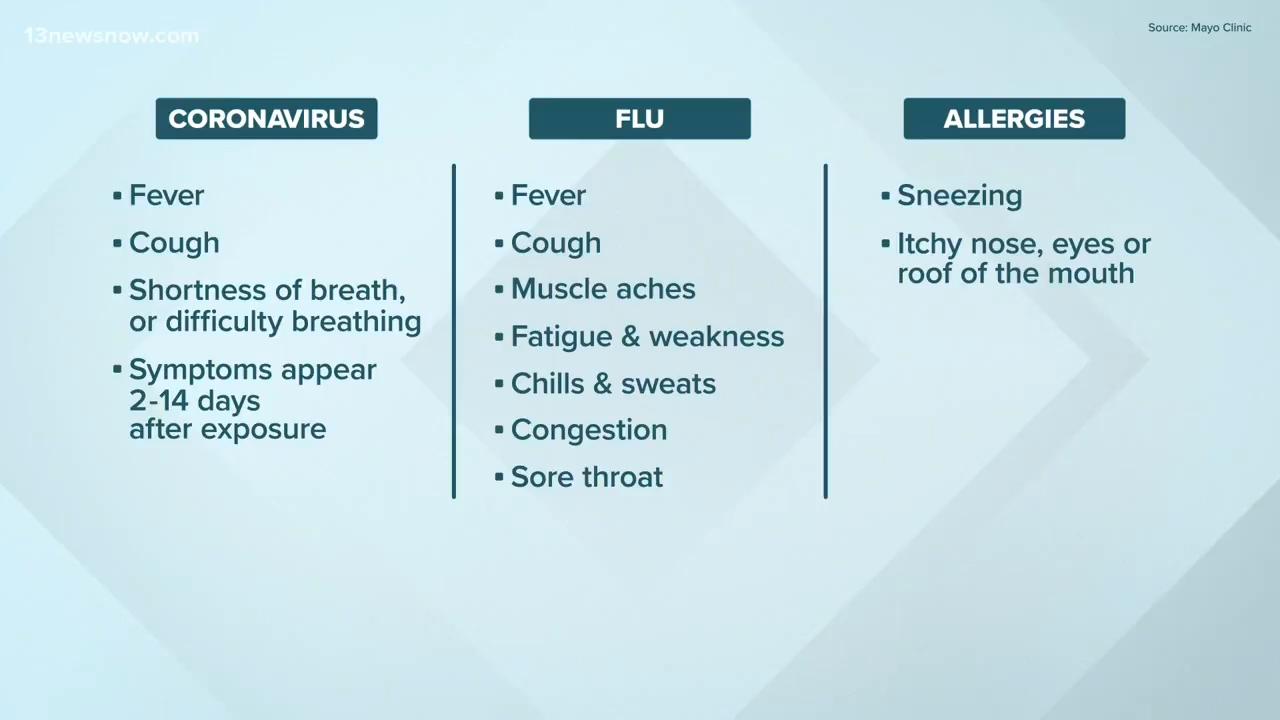 13newsnow.com
Source: Mayo Clinic
CORONAVIRUS
▪ Fever
▪ Cough
▪ Shortness of breath,
or difficulty breathing
▪ Symptoms appear
2-14 days
after exposure
FLU
▪ Fever
▪ Cough
▪ Muscle aches
▪ Fatigue & weakness
▪ Chills & sweats
▪ Congestion
▪ Sore throat
ALLERGIES
▪ Sneezing
▪ Itchy nose, eyes or
roof of the mouth